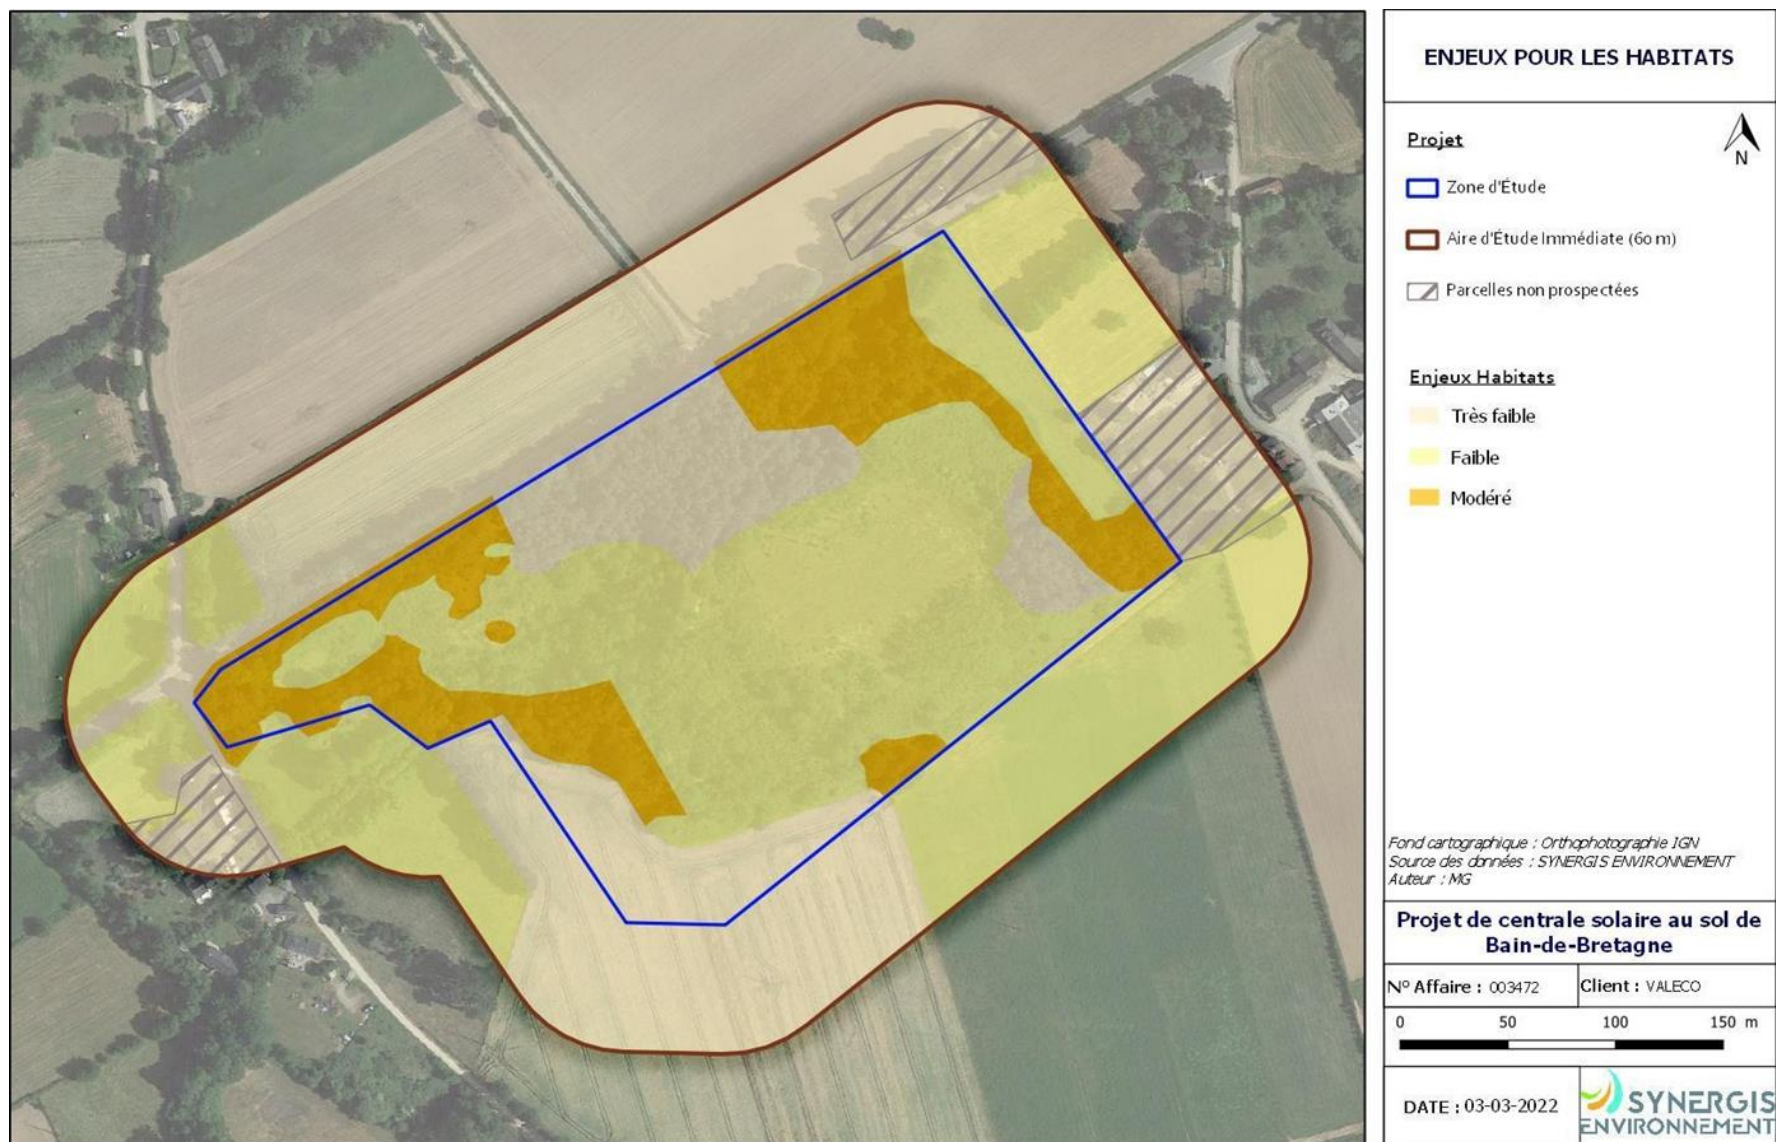 ENJEUX POUR LES HABITATS
Projet
N
Zone d'Étude
Aire d'Étude Immédiate (60 m)
Parcelles non prospectées
Enjeux Habitats
Très faible
Faible
Modéré
Fond cartographique : Orthophotographie IGN
Source des données : SYNERGIS ENVIRONNEMENT
Auteur : MG
Projet de centrale solaire au sol de
Bain-de-Bretagne
N° Affaire : 003472 Client : VALECO
0 50 100 150 m
DATE : 03-03-2022
SYNERGIS
ENVIRONNEMENT